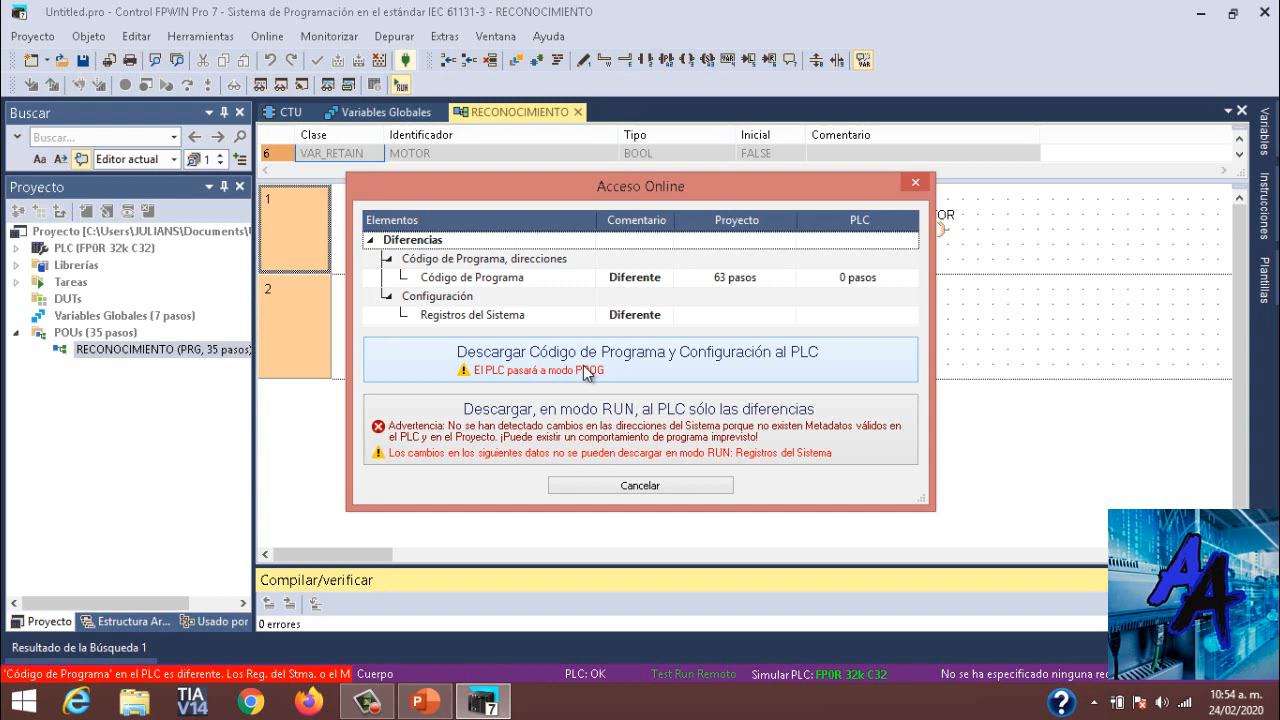 Untitled.pro - Control FPWIN Pro 7 - Sistema de Programación en el estándar IEC 61131-3 - RECONOCIMIENTO
Proyecto Objeto Editar Herramientas Online Monitorizar Depurar Extras Ventana Ayuda
VAR
RUN
Buscar
CTU Variables Globales RECONOCIMIENTO
Buscar...
Aa Editor actual 1
Clase Identificador Tipo Inicial Comentario
6 VAR_RETAIN MOTOR BOOL FALSE
Proyecto
Proyecto [C:\Users\JULIANS\Documents\
PLC (FP0R 32k C32)
Librerías
Tareas
DUTs
Variables Globales (7 pasos)
POUs (35 pasos)
RECONOCIMIENTO (PRG, 35 pasos)
1
2
Acceso Online
Elementos Comentario Proyecto PLC
Diferencias
Código de Programa, direcciones
Código de Programa Diferente 63 pasos 0 pasos
Configuración
Registros del Sistema Diferente
Descargar Código de Programa y Configuración al PLC
El PLC pasará a modo PROG
Descargar, en modo RUN, al PLC sólo las diferencias
Advertencia: No se han detectado cambios en las direcciones del Sistema porque no existen Metadatos válidos en
el PLC y en el Proyecto. ¡Puede existir un comportamiento de programa imprevisto!
Los cambios en los siguientes datos no se pueden descargar en modo RUN: Registros del Sistema
Cancelar
OR
Variables
Instrucciones
Plantillas
Compilar/verificar
0 errores
Proyecto Estructura Ar... Usado por
Resultado de la Búsqueda 1
'Código de Programa' en el PLC es diferente. Los Reg. del Stma. o el M Cuerpo PLC: OK Test Run Remoto Simular PLC: FP0R 32k C32 No se ha especificado ninguna
AA
TIA
V14
7
10:54 a. m.
24/02/2020